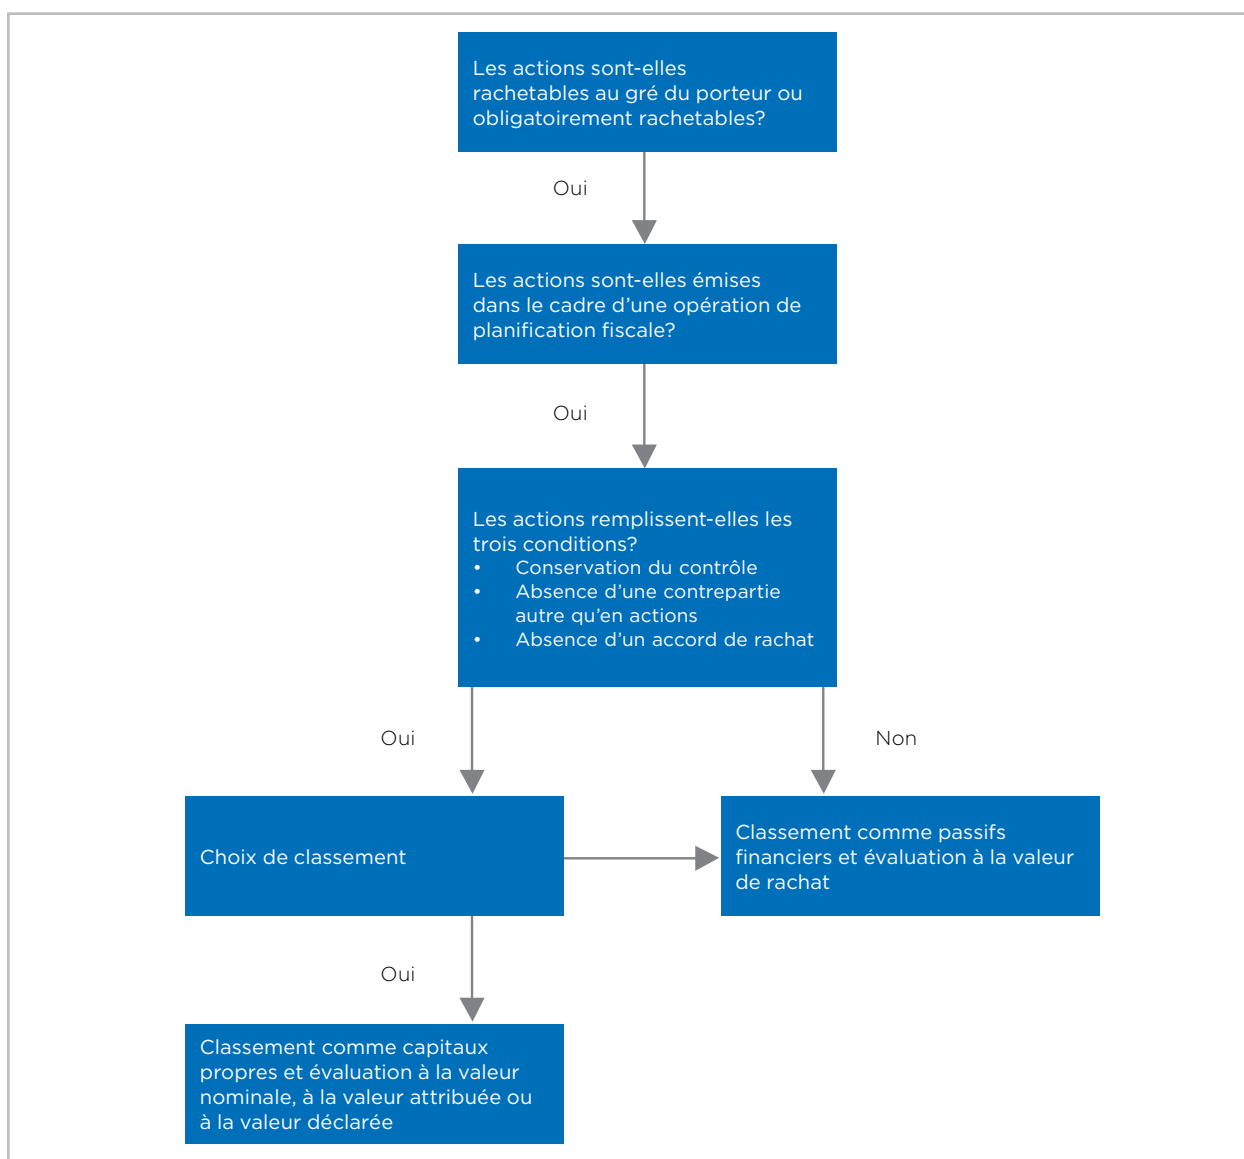 Les actions sont-elles
rachetables au gré du porteur ou
obligatoirement rachetables?
Oui
Les actions sont-elles émises
dans le cadre d'une opération de
planification fiscale?
Oui
Les actions remplissent-elles les
trois conditions?
• Conservation du contrôle
• Absence d'une contrepartie
autre qu'en actions
• Absence d'un accord de rachat
Oui
Non
Choix de classement
Classement comme passifs
financiers et évaluation à la valeur
de rachat
Oui
Classement comme capitaux
propres et évaluation à la valeur
nominale, à la valeur attribuée ou
à la valeur déclarée